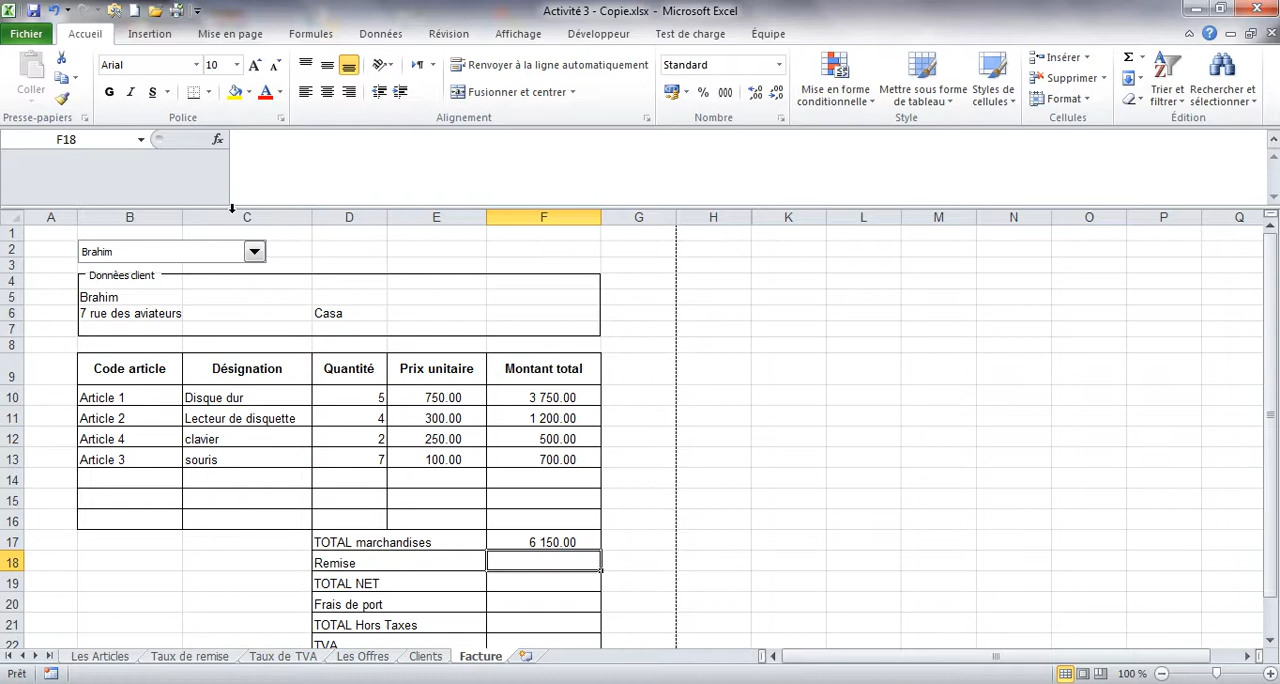 Activité 3 - Copie.xlsx - Microsoft Excel
Fichier Accueil Insertion Mise en page Formules Données Révision Affichage Développeur Test de charge Équipe
Coller
Presse-papiers
Arial 10
G I S
Police
Renvoyer à la ligne automatiquement
Fusionner et centrer
Alignement
Standard
% 000
Nombre
Mise en forme conditionnelle
Mettre sous forme de tableau
Styles de cellules
Style
Insérer
Supprimer
Format
Cellules
Σ
Trier et filtrer
Rechercher et sélectionner
Édition
F18 fx
A B C D E F G H I J K L M N O P Q
1
2 Brahim
3
4 Données client
5 Brahim
6 7 rue des aviateurs Casa
7
8
9 Code article Désignation Quantité Prix unitaire Montant total
10 Article 1 Disque dur 5 750.00 3 750.00
11 Article 2 Lecteur de disquette 4 300.00 1 200.00
12 Article 4 clavier 2 250.00 500.00
13 Article 3 souris 7 100.00 700.00
14
15
16
17 TOTAL marchandises 6 150.00
18 Remise
19 TOTAL NET
20 Frais de port
21 TOTAL Hors Taxes
22 TVA
Les Articles Taux de remise Taux de TVA Les Offres Clients Facture
Prêt 100 %